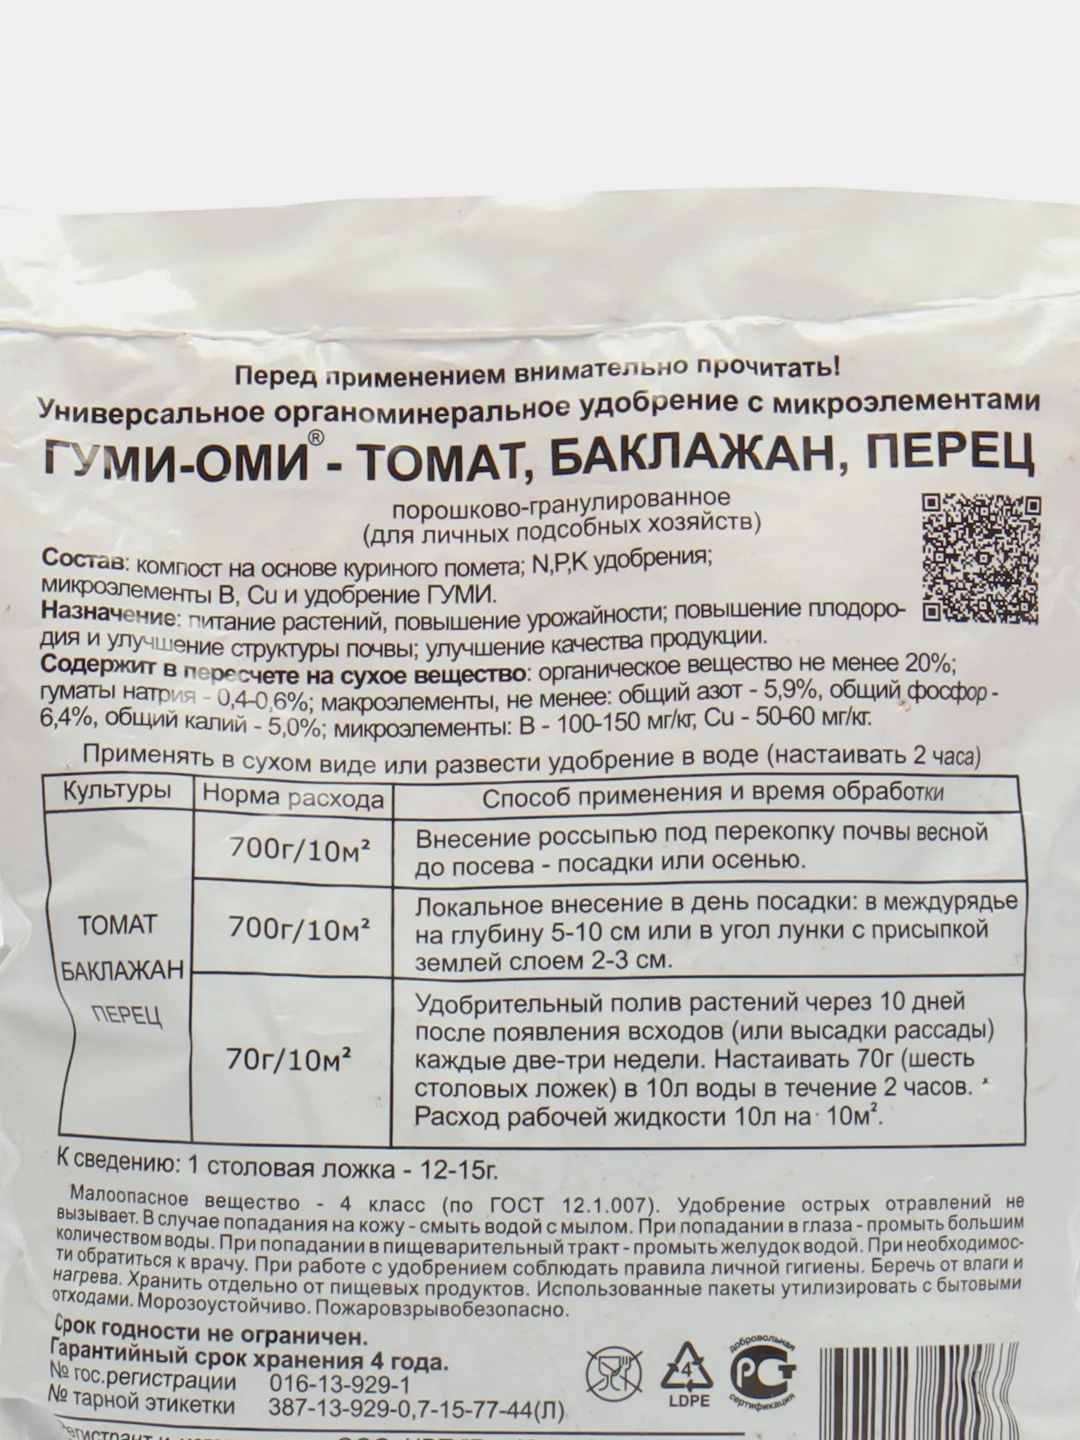 Перед применением внимательно прочитать!
Универсальное органоминеральное удобрение с микроэлементами
ГУМИ-ОМИ® - ТОМАТ, БАКЛАЖАН, ПЕРЕЦ
порошково-гранулированное
(для личных подсобных хозяйств)
Состав: компост на основе куриного помета; N,P,K удобрения;
микроэлементы B, Cu и удобрение ГУМИ.
Назначение: питание растений, повышение урожайности; повышение плодоро-
дия и улучшение структуры почвы; улучшение качества продукции.
Содержит в пересчете на сухое вещество: органическое вещество не менее 20%;
гуматы натрия - 0,4-0,6%; макроэлементы, не менее: общий азот - 5,9%, общий фосфор -
6,4%, общий калий - 5,0%; микроэлементы: B - 100-150 мг/кг, Cu - 50-60 мг/кг.
Применять в сухом виде или развести удобрение в воде (настаивать 2 часа)
Культуры Норма расхода Способ применения и время обработки
ТОМАТ
БАКЛАЖАН
ПЕРЕЦ
700г/10м²
Внесение россыпью под перекопку почвы весной
до посева - посадки или осенью.
700г/10м²
Локальное внесение в день посадки: в междурядье
на глубину 5-10 см или в угол лунки с присыпкой
землей слоем 2-3 см.
70г/10м²
Удобрительный полив растений через 10 дней
после появления всходов (или высадки рассады)
каждые две-три недели. Настаивать 70г (шесть
столовых ложек) в 10л воды в течение 2 часов.
Расход рабочей жидкости 10л на 10м².
К сведению: 1 столовая ложка - 12-15г.
Малоопасное вещество - 4 класс (по ГОСТ 12.1.007). Удобрение острых отравлений не
вызывает. В случае попадания на кожу - смыть водой с мылом. При попадании в глаза - промыть большим
количеством воды. При попадании в пищеварительный тракт - промыть желудок водой. При необходимос-
ти обратиться к врачу. При работе с удобрением соблюдать правила личной гигиены. Беречь от влаги и
нагрева. Хранить отдельно от пищевых продуктов. Использованные пакеты утилизировать с бытовыми
отходами. Морозоустойчиво. Пожаровзрывобезопасно.
Срок годности не ограничен.
Гарантийный срок хранения 4 года.
№ гос.регистрации 016-13-929-1
№ тарной этикетки 387-13-929-0,7-15-77-44(Л)
4
LDPE
добровольная
РСТ
сертификация